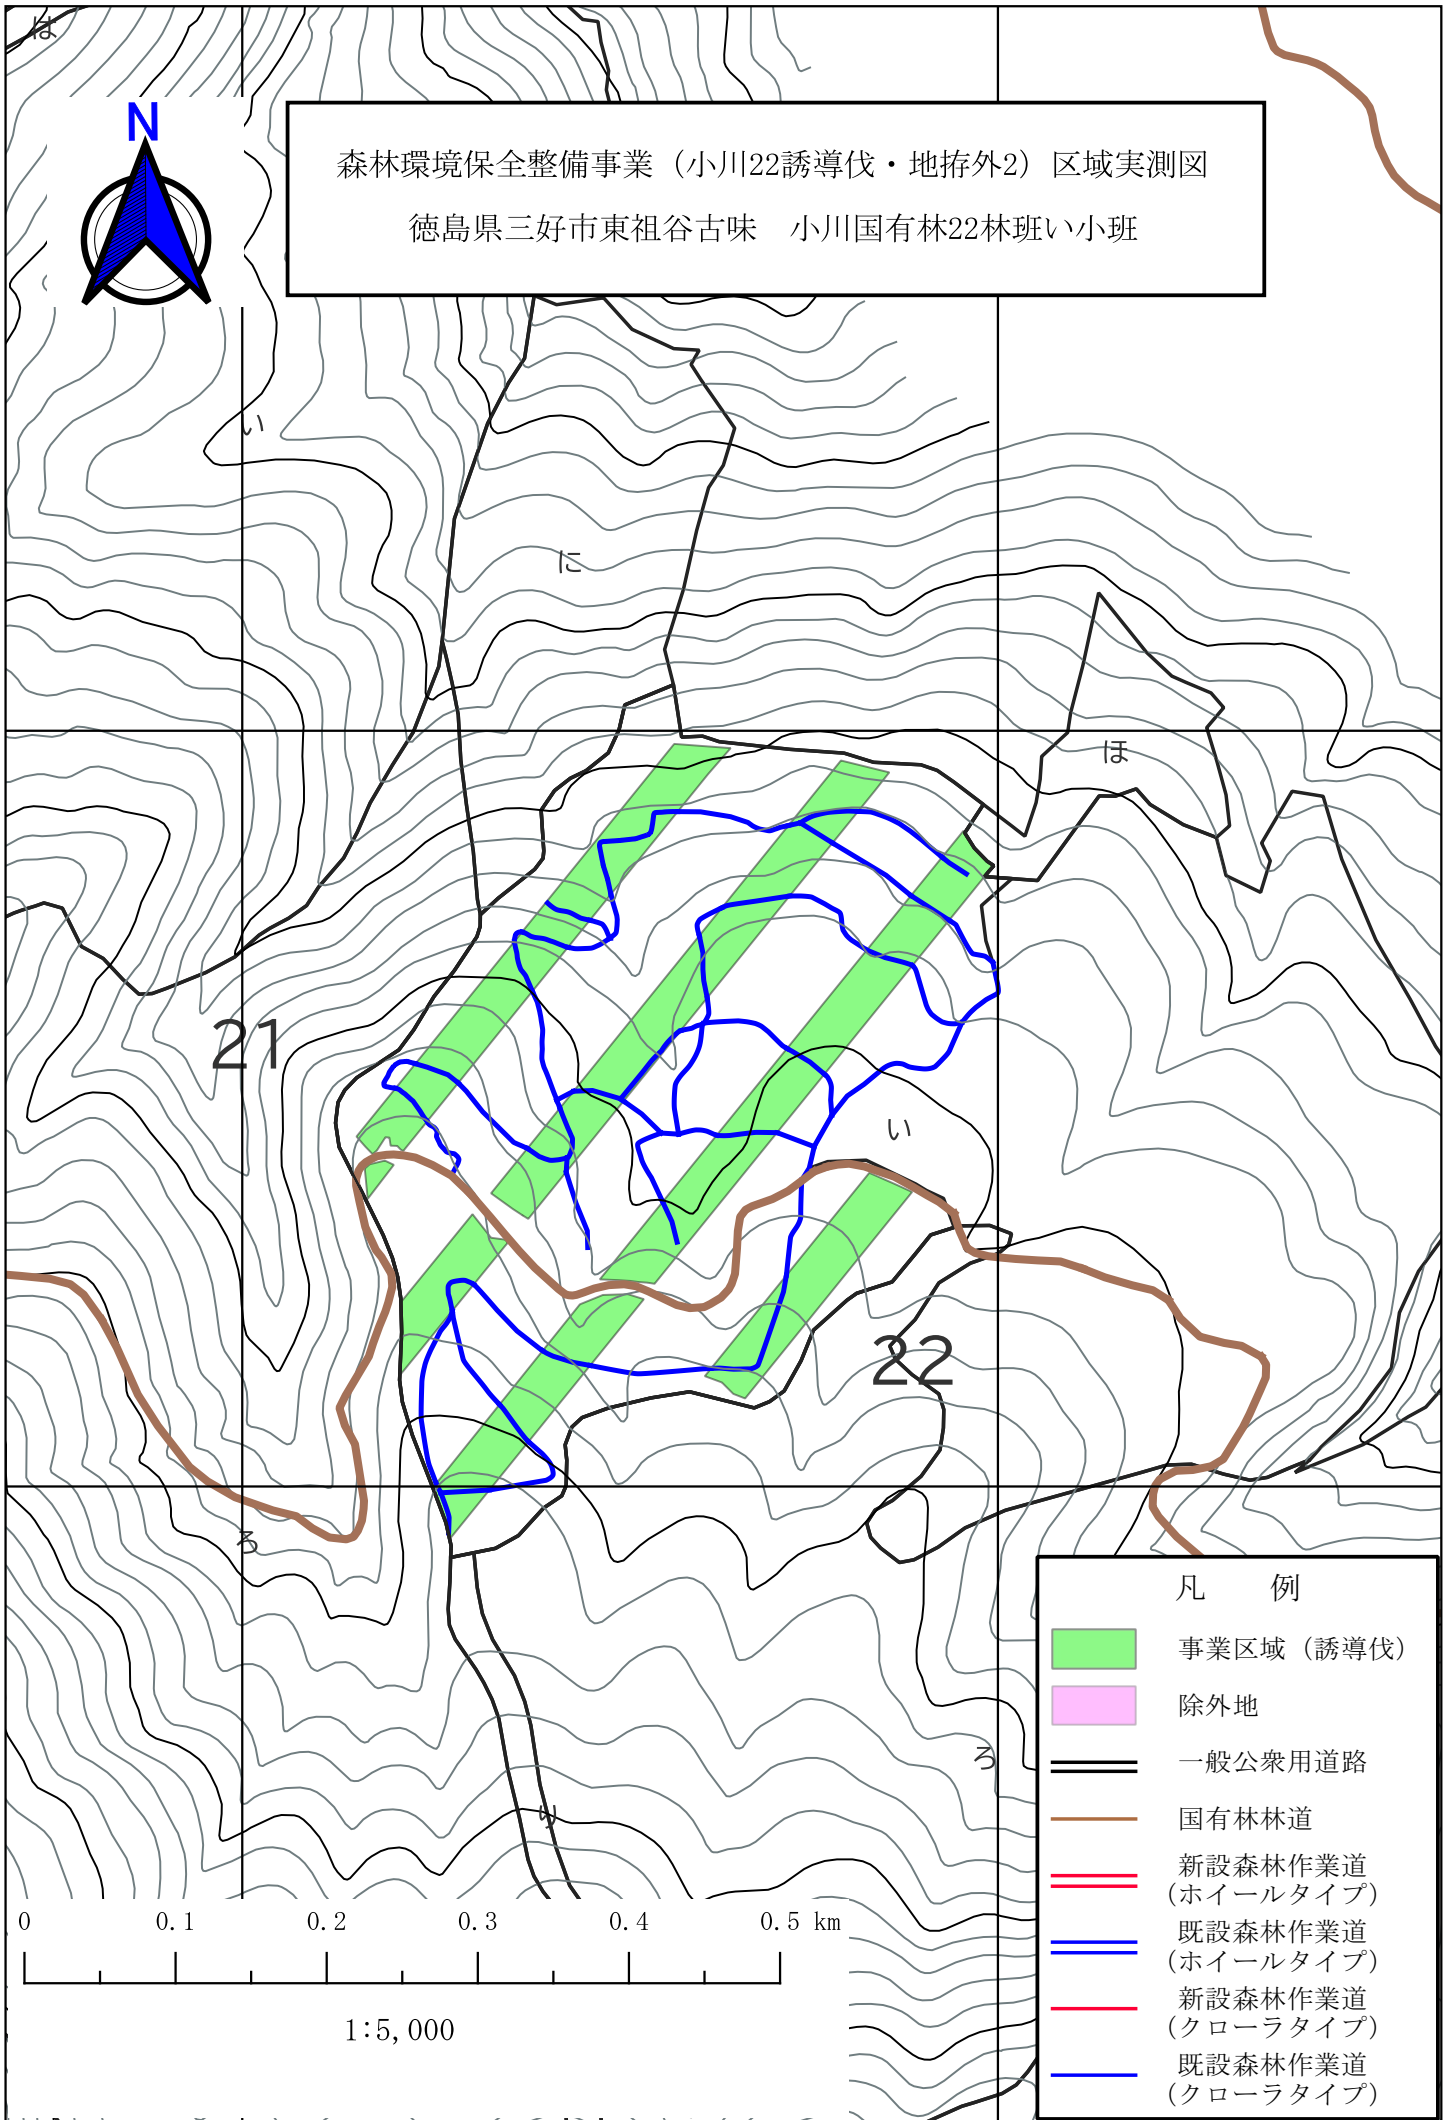 は
N
森林環境保全整備事業（小川22誘導伐・地拵外2）区域実測図
徳島県三好市東祖谷古味　小川国有林22林班い小班
い
に
ほ
21
い
22
ろ
ろ
り
凡　例
事業区域（誘導伐）
除外地
一般公衆用道路
国有林林道
新設森林作業道
（ホイールタイプ）
既設森林作業道
（ホイールタイプ）
新設森林作業道
（クローラタイプ）
既設森林作業道
（クローラタイプ）
0 0.1 0.2 0.3 0.4 0.5 km
1:5,000